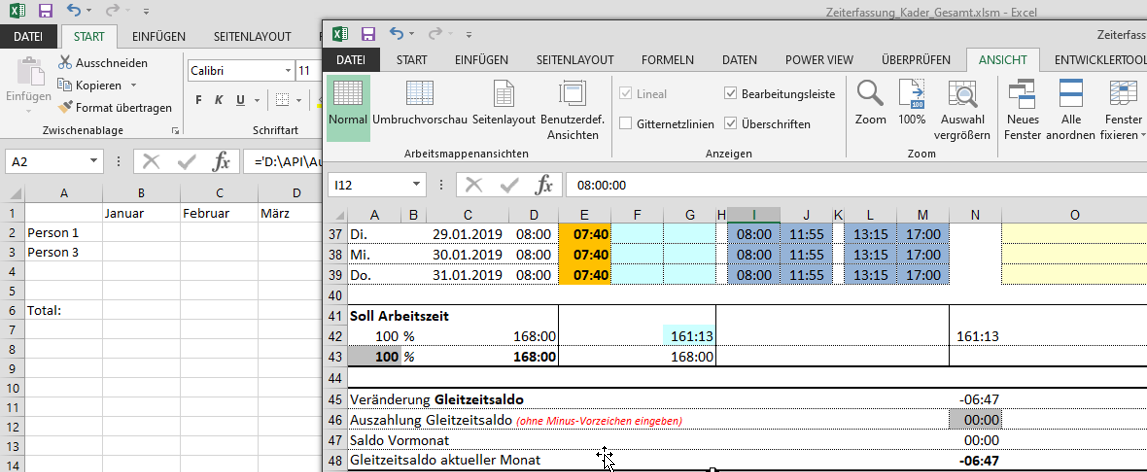 Zeiterfassung_Kader_Gesamt.xlsm - Excel
DATEI START EINFÜGEN SEITENLAYOUT
Einfügen
Ausschneiden
Kopieren
Format übertragen
Zwischenablage
Calibri 11
F K U
Schriftart
A2 ='D:\API\Au
A B C D
1 Januar Februar März
2 Person 1
3 Person 3
4
5
6 Total:
7
8
9
10
11
12
13
14
Zeiterfass
DATEI START EINFÜGEN SEITENLAYOUT FORMELN DATEN POWER VIEW ÜBERPRÜFEN ANSICHT ENTWICKLERTOOL
Normal Umbruchvorschau Seitenlayout Benutzerdef. Ansichten
Arbeitsmappenansichten
Lineal Bearbeitungsleiste
Gitternetzlinien Überschriften
Anzeigen
Zoom 100% Auswahl vergrößern
Zoom
Neues Fenster Alle anordnen Fenster fixieren
I12 08:00:00
A B C D E F G H I J K L M N O
37 Di. 29.01.2019 08:00 07:40 08:00 11:55 13:15 17:00
38 Mi. 30.01.2019 08:00 07:40 08:00 11:55 13:15 17:00
39 Do. 31.01.2019 08:00 07:40 08:00 11:55 13:15 17:00
40
41 Soll Arbeitszeit
42 100 % 168:00 161:13 161:13
43 100 % 168:00 168:00
44
45 Veränderung Gleitzeitsaldo -06:47
46 Auszahlung Gleitzeitsaldo (ohne Minus-Vorzeichen eingeben) 00:00
47 Saldo Vormonat 00:00
48 Gleitzeitsaldo aktueller Monat -06:47